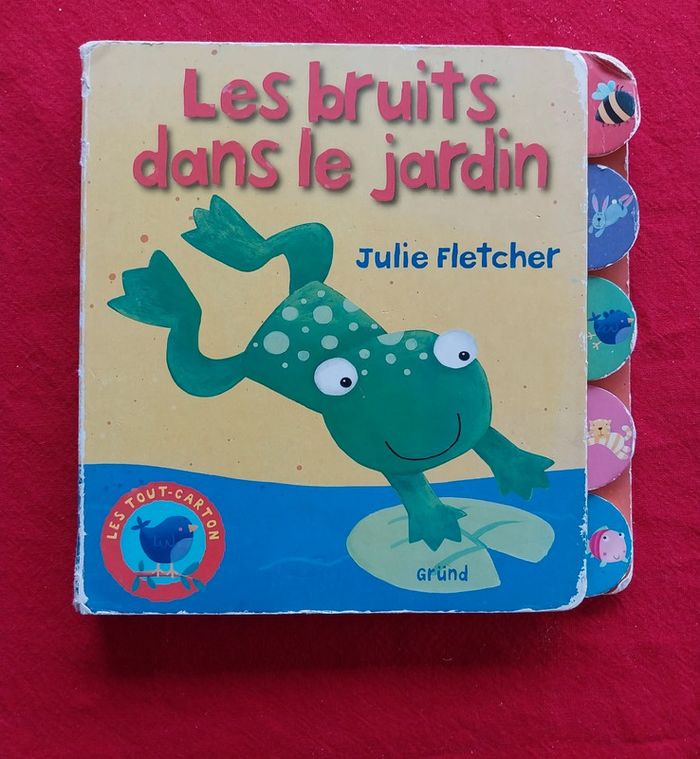 Les bruits
dans le jardin
Julie Fletcher
LES TOUT-CARTON
Gründ